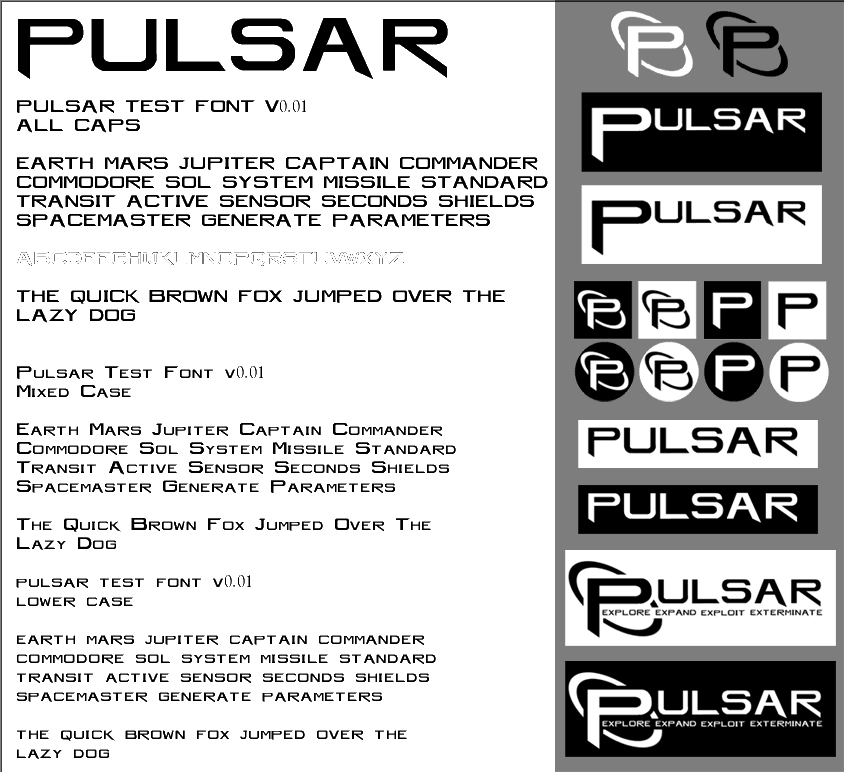 PULSAR
PULSAR TEST FONT V0.01
ALL CAPS
EARTH MARS JUPITER CAPTAIN COMMANDER
COMMODORE SOL SYSTEM MISSILE STANDARD
TRANSIT ACTIVE SENSOR SECONDS SHIELDS
SPACEMASTER GENERATE PARAMETERS
ABCDEFGHIJKLMNOPQRSTUVWXYZ
THE QUICK BROWN FOX JUMPED OVER THE
LAZY DOG
Pulsar Test Font v0.01
Mixed Case
Earth Mars Jupiter Captain Commander
Commodore Sol System Missile Standard
Transit Active Sensor Seconds Shields
Spacemaster Generate Parameters
The Quick Brown Fox Jumped Over The
Lazy Dog
pulsar test font v0.01
lower case
earth mars jupiter captain commander
commodore sol system missile standard
transit active sensor seconds shields
spacemaster generate parameters
the quick brown fox jumped over the
lazy dog
P P
PULSAR
PULSAR
P P P P
P P P P
PULSAR
PULSAR
PULSAR
EXPLORE EXPAND EXPLOIT EXTERMINATE
PULSAR
EXPLORE EXPAND EXPLOIT EXTERMINATE